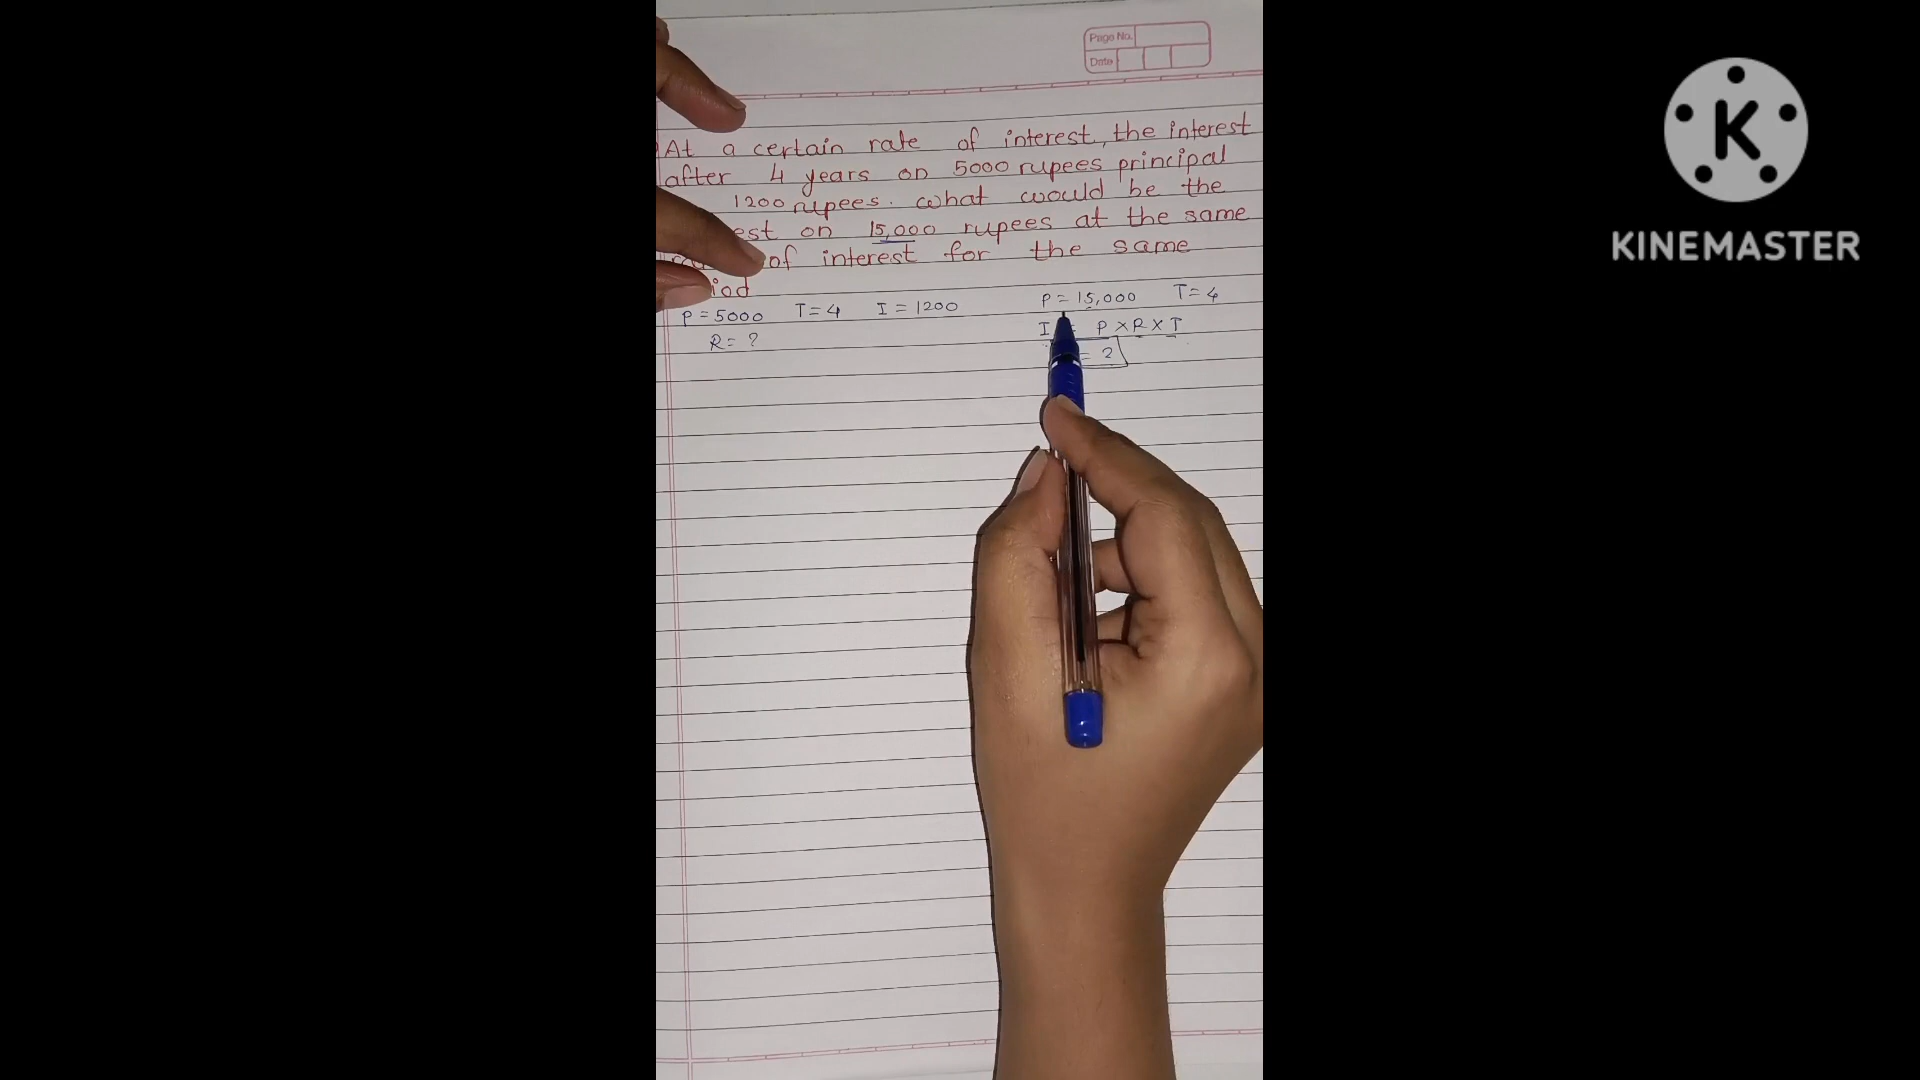 Page No.
Date
At a certain rate of interest, the interest
after 4 years on 5000 rupees principal
1200 rupees. What would be the
est on 15,000 rupees at the same
of interest for the same
iod
P = 5000 T = 4 I = 1200 P = 15,000 T = 4
R = ? I = P × R × T
= ?
K
KINEMASTER